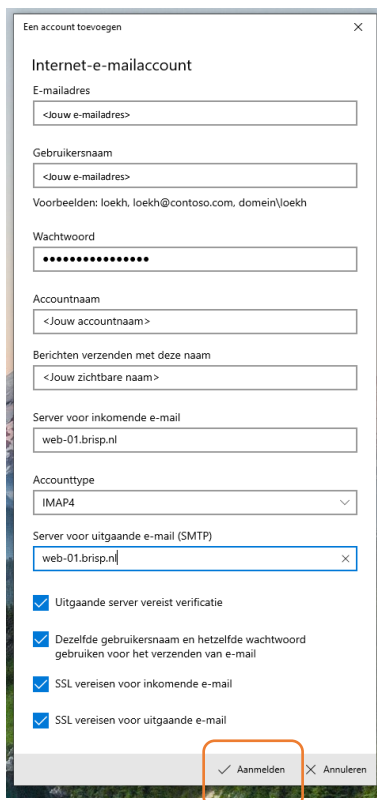 Een account toevoegen
Internet-e-mailaccount
E-mailadres
<Jouw e-mailadres>
Gebruikersnaam
<Jouw e-mailadres>
Voorbeelden: loekh, loekh@contoso.com, domein\loekh
Wachtwoord
●●●●●●●●●●●●●●●●
Accountnaam
<Jouw accountnaam>
Berichten verzenden met deze naam
<Jouw zichtbare naam>
Server voor inkomende e-mail
web-01.brisp.nl
Accounttype
IMAP4
Server voor uitgaande e-mail (SMTP)
web-01.brisp.nl
Uitgaande server vereist verificatie
Dezelfde gebruikersnaam en hetzelfde wachtwoord
gebruiken voor het verzenden van e-mail
SSL vereisen voor inkomende e-mail
SSL vereisen voor uitgaande e-mail
Aanmelden Annuleren